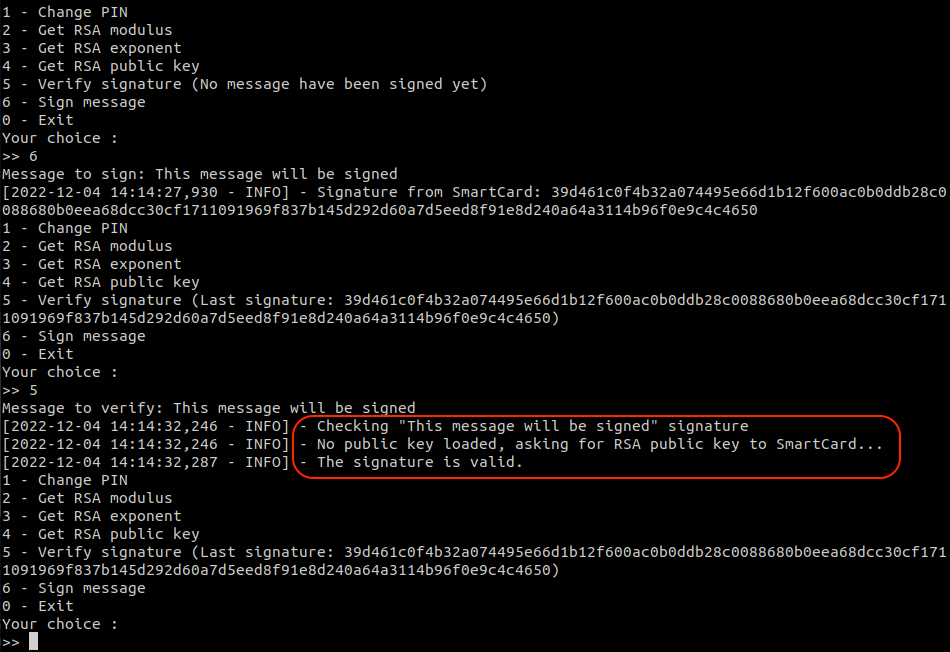 1 - Change PIN
2 - Get RSA modulus
3 - Get RSA exponent
4 - Get RSA public key
5 - Verify signature (No message have been signed yet)
6 - Sign message
0 - Exit
Your choice :
>> 6
Message to sign: This message will be signed
[2022-12-04 14:14:27,930 - INFO] - Signature from SmartCard: 39d461c0f4b32a074495e66d1b12f600ac0b0ddb28c0
088680b0eea68dcc30cf1711091969f837b145d292d60a7d5eed8f91e8d240a64a3114b96f0e9c4c4650
1 - Change PIN
2 - Get RSA modulus
3 - Get RSA exponent
4 - Get RSA public key
5 - Verify signature (Last signature: 39d461c0f4b32a074495e66d1b12f600ac0b0ddb28c0088680b0eea68dcc30cf171
1091969f837b145d292d60a7d5eed8f91e8d240a64a3114b96f0e9c4c4650)
6 - Sign message
0 - Exit
Your choice :
>> 5
Message to verify: This message will be signed
[2022-12-04 14:14:32,246 - INFO] - Checking "This message will be signed" signature
[2022-12-04 14:14:32,246 - INFO] - No public key loaded, asking for RSA public key to SmartCard...
[2022-12-04 14:14:32,287 - INFO] - The signature is valid.
1 - Change PIN
2 - Get RSA modulus
3 - Get RSA exponent
4 - Get RSA public key
5 - Verify signature (Last signature: 39d461c0f4b32a074495e66d1b12f600ac0b0ddb28c0088680b0eea68dcc30cf171
1091969f837b145d292d60a7d5eed8f91e8d240a64a3114b96f0e9c4c4650)
6 - Sign message
0 - Exit
Your choice :
>>